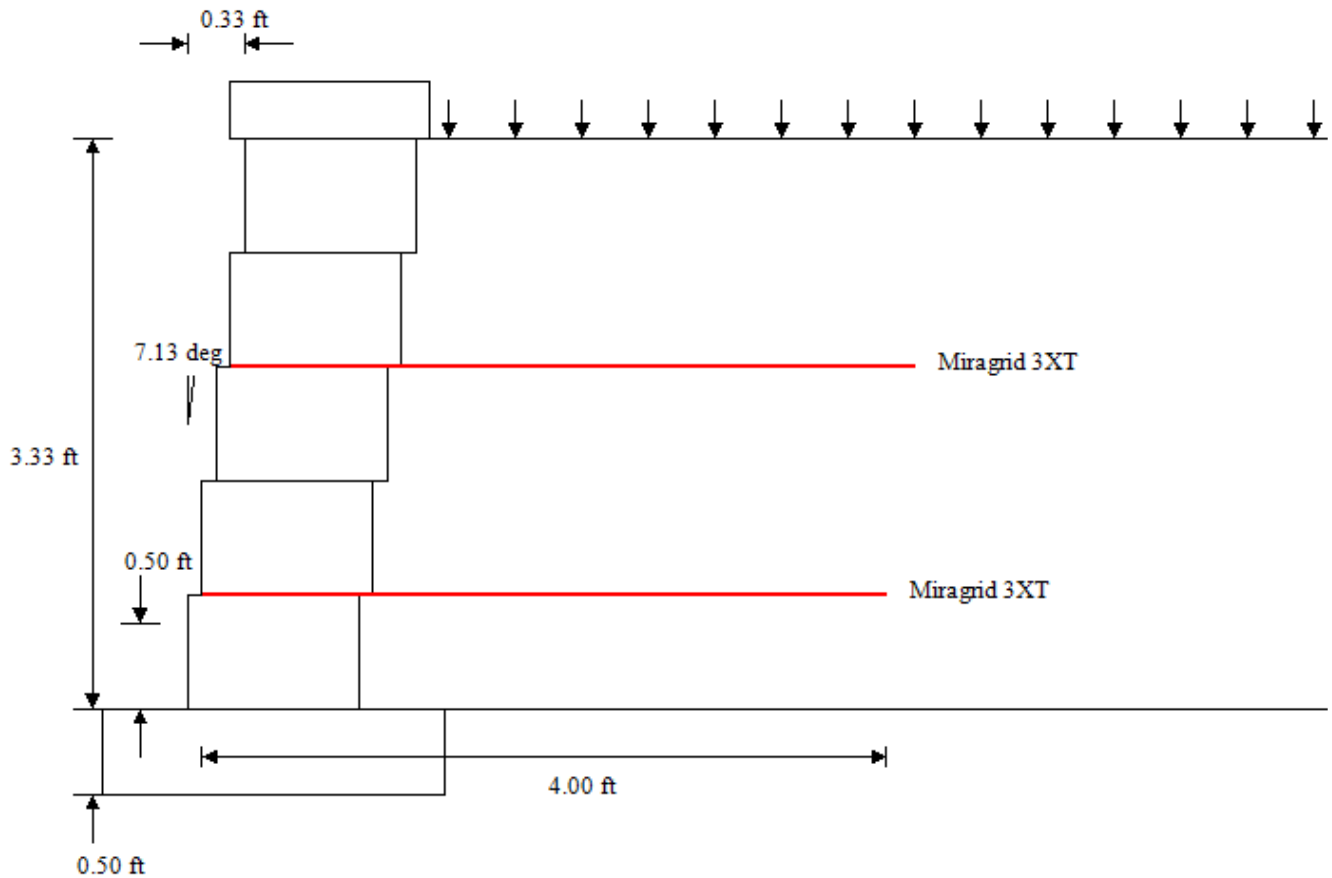 0.33 ft
7.13 deg
Miragrid 3XT
3.33 ft
0.50 ft
Miragrid 3XT
4.00 ft
0.50 ft